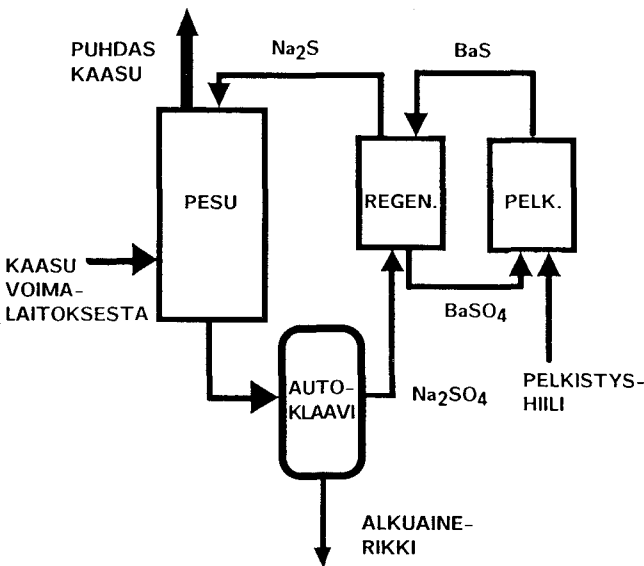 PUHDAS
KAASU
Na₂S
BaS
PESU
REGEN.
PELK.
KAASU
VOIMA-
LAITOKSESTA
BaSO₄
AUTO-
KLAAVI
Na₂SO₄
PELKISTYS-
HIILI
ALKUAINE-
RIKKI